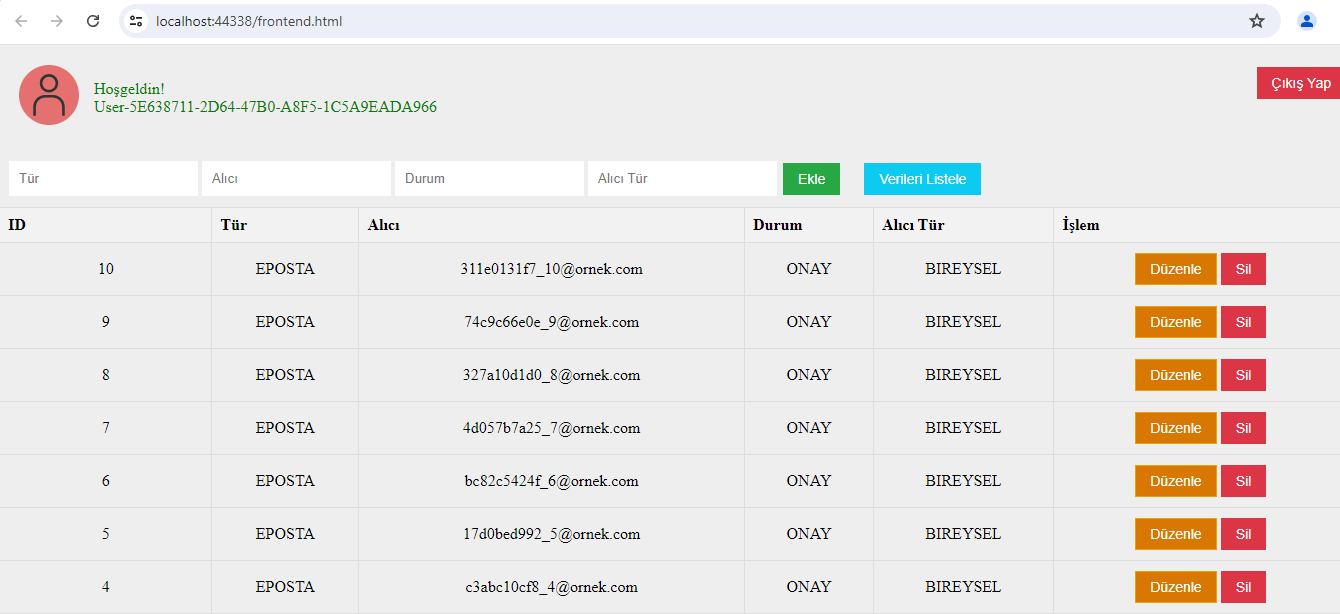 localhost:44338/frontend.html
Hoşgeldin!
User-5E638711-2D64-47B0-A8F5-1C5A9EADA966
Çıkış Yap
Tür Alıcı Durum Alıcı Tür Ekle Verileri Listele
ID Tür Alıcı Durum Alıcı Tür İşlem
10 EPOSTA 311e0131f7_10@ornek.com ONAY BIREYSEL Düzenle Sil
9 EPOSTA 74c9c66e0e_9@ornek.com ONAY BIREYSEL Düzenle Sil
8 EPOSTA 327a10d1d0_8@ornek.com ONAY BIREYSEL Düzenle Sil
7 EPOSTA 4d057b7a25_7@ornek.com ONAY BIREYSEL Düzenle Sil
6 EPOSTA bc82c5424f_6@ornek.com ONAY BIREYSEL Düzenle Sil
5 EPOSTA 17d0bed992_5@ornek.com ONAY BIREYSEL Düzenle Sil
4 EPOSTA c3abc10cf8_4@ornek.com ONAY BIREYSEL Düzenle Sil